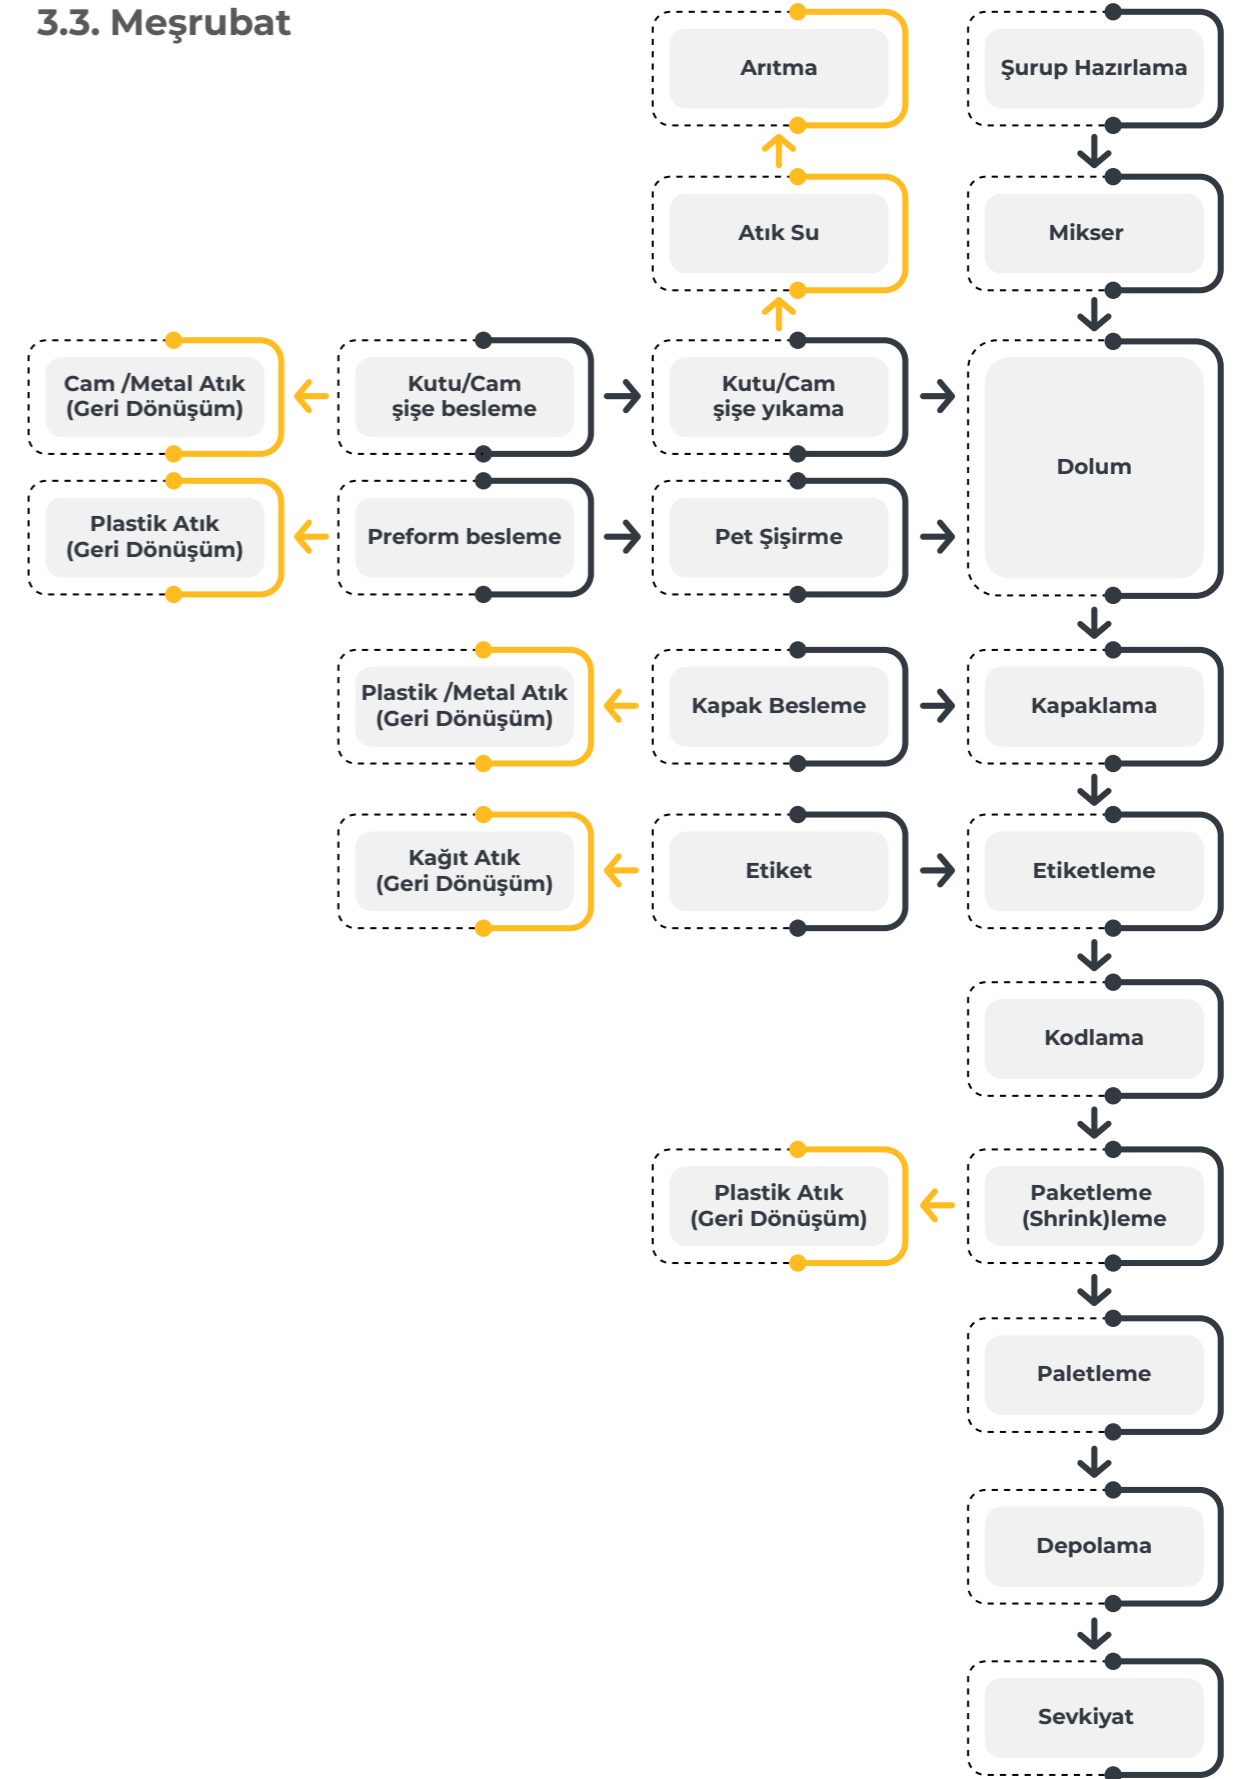 3.3. Meşrubat
Arıtma
Şurup Hazırlama
Atık Su
Mikser
Cam /Metal Atık
(Geri Dönüşüm)
Kutu/Cam
şişe besleme
Kutu/Cam
şişe yıkama
Dolum
Plastik Atık
(Geri Dönüşüm)
Preform besleme
Pet Şişirme
Plastik /Metal Atık
(Geri Dönüşüm)
Kapak Besleme
Kapaklama
Kağıt Atık
(Geri Dönüşüm)
Etiket
Etiketleme
Kodlama
Plastik Atık
(Geri Dönüşüm)
Paketleme
(Shrink)leme
Paletleme
Depolama
Sevkiyat